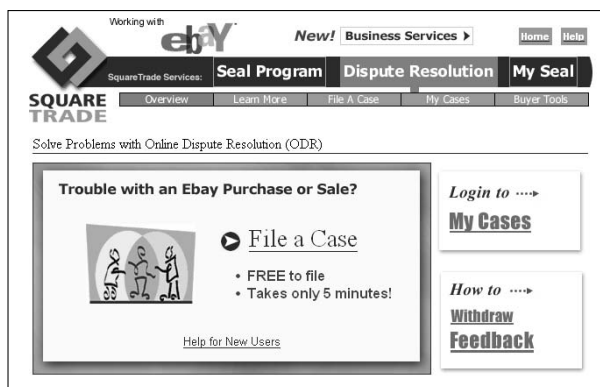 Working with
ebaY
New! Business Services
Home Help
SquareTrade Services: Seal Program Dispute Resolution My Seal
SQUARE
TRADE
Overview Learn More File A Case My Cases Buyer Tools
Solve Problems with Online Dispute Resolution (ODR)
Trouble with an Ebay Purchase or Sale?
File a Case
• FREE to file
• Takes only 5 minutes!
Help for New Users
Login to
My Cases
How to
Withdraw
Feedback